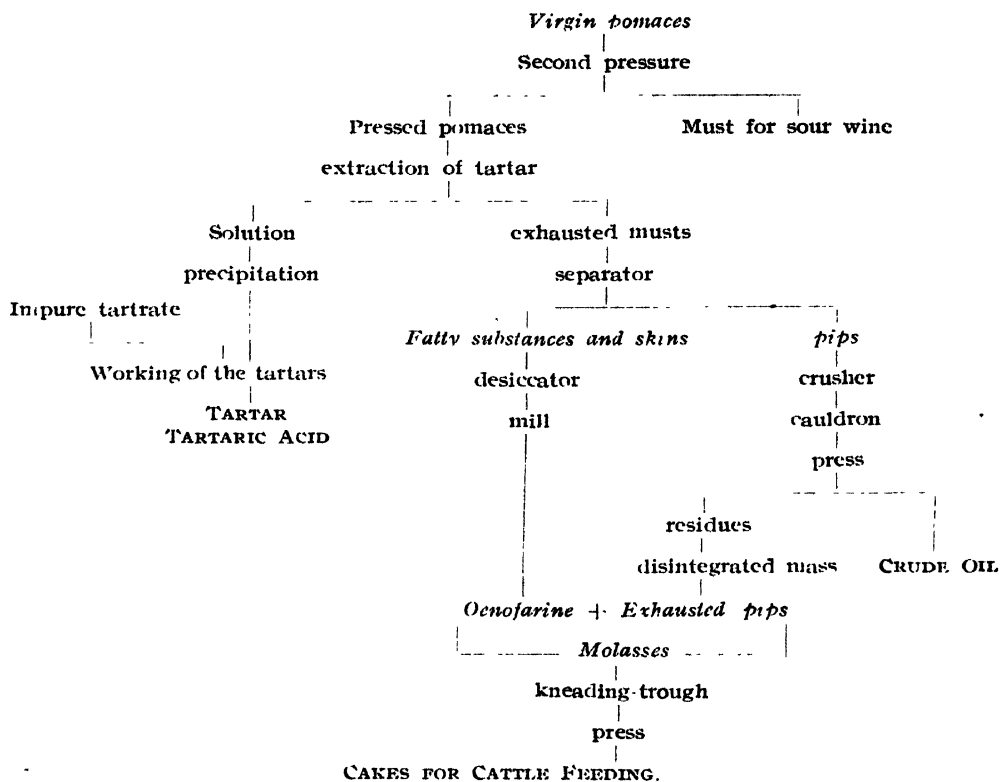 Virgin pomaces
Second pressure
Pressed pomaces Must for sour wine
extraction of tartar
Solution exhausted musts
precipitation separator
Impure tartrate
Fatty substances and skins pips
Working of the tartars desiccator crusher
TARTAR mill cauldron
TARTARIC ACID
press
residues
disintegrated mass CRUDE OIL
Oenofarine + Exhausted pips
Molasses
kneading-trough
press
CAKES FOR CATTLE FEEDING.